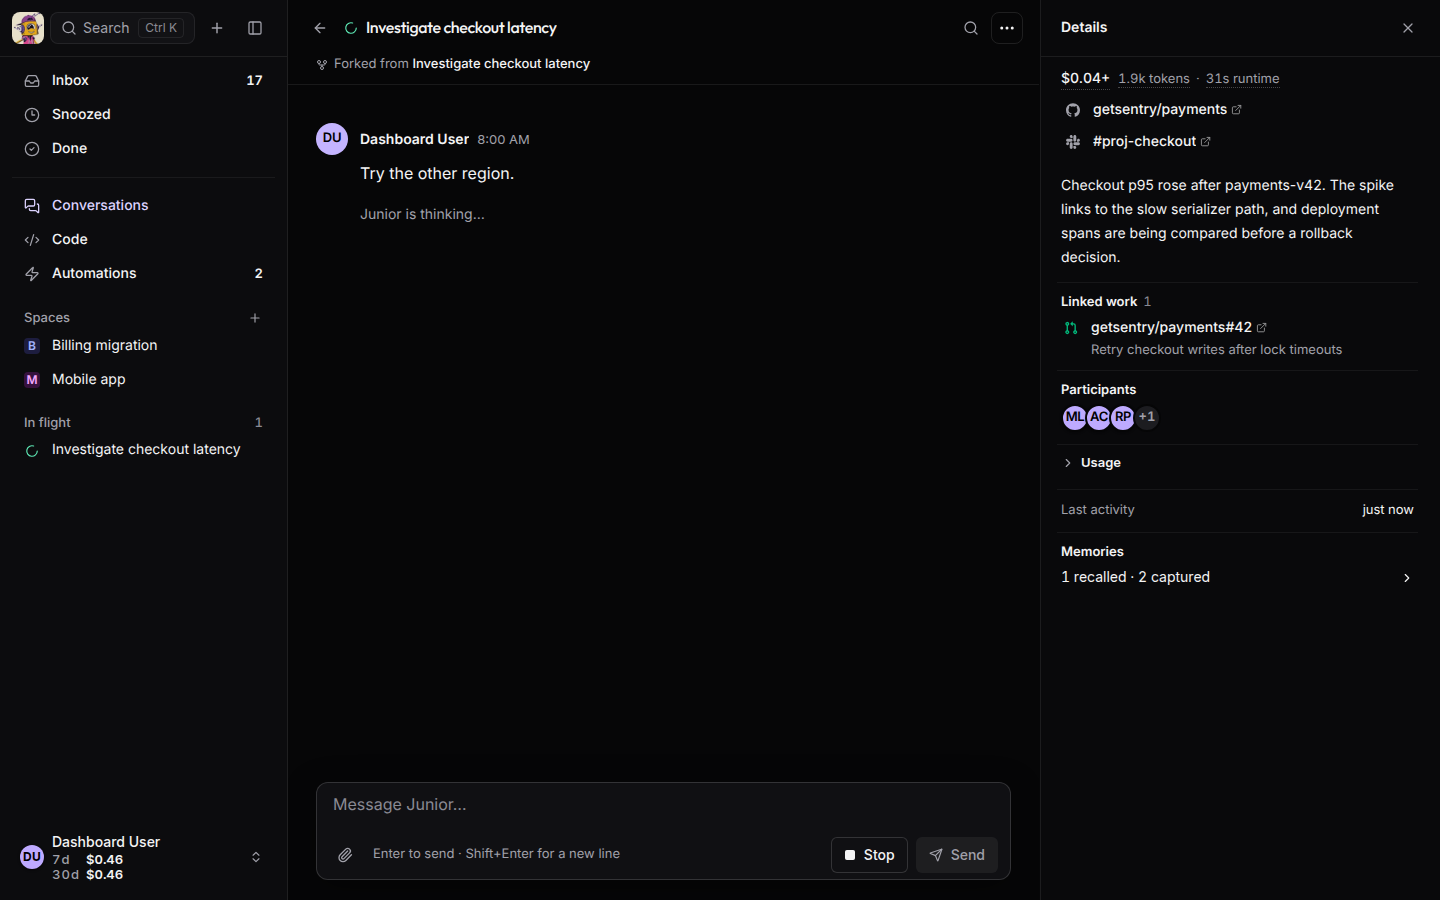 Search Ctrl K
Inbox 17
Snoozed
Done
Conversations
Code
Automations 2
Spaces
B Billing migration
M Mobile app
In flight 1
Investigate checkout latency
DU Dashboard User
7d $0.46
30d $0.46
Investigate checkout latency
Forked from Investigate checkout latency
DU Dashboard User 8:00 AM
Try the other region.
Junior is thinking...
Message Junior...
Enter to send · Shift+Enter for a new line
Stop
Send
Details
$0.04+ 1.9k tokens · 31s runtime
getsentry/payments
#proj-checkout
Checkout p95 rose after payments-v42. The spike
links to the slow serializer path, and deployment
spans are being compared before a rollback
decision.
Linked work 1
getsentry/payments#42
Retry checkout writes after lock timeouts
Participants
ML AC RP +1
Usage
Last activity just now
Memories
1 recalled · 2 captured